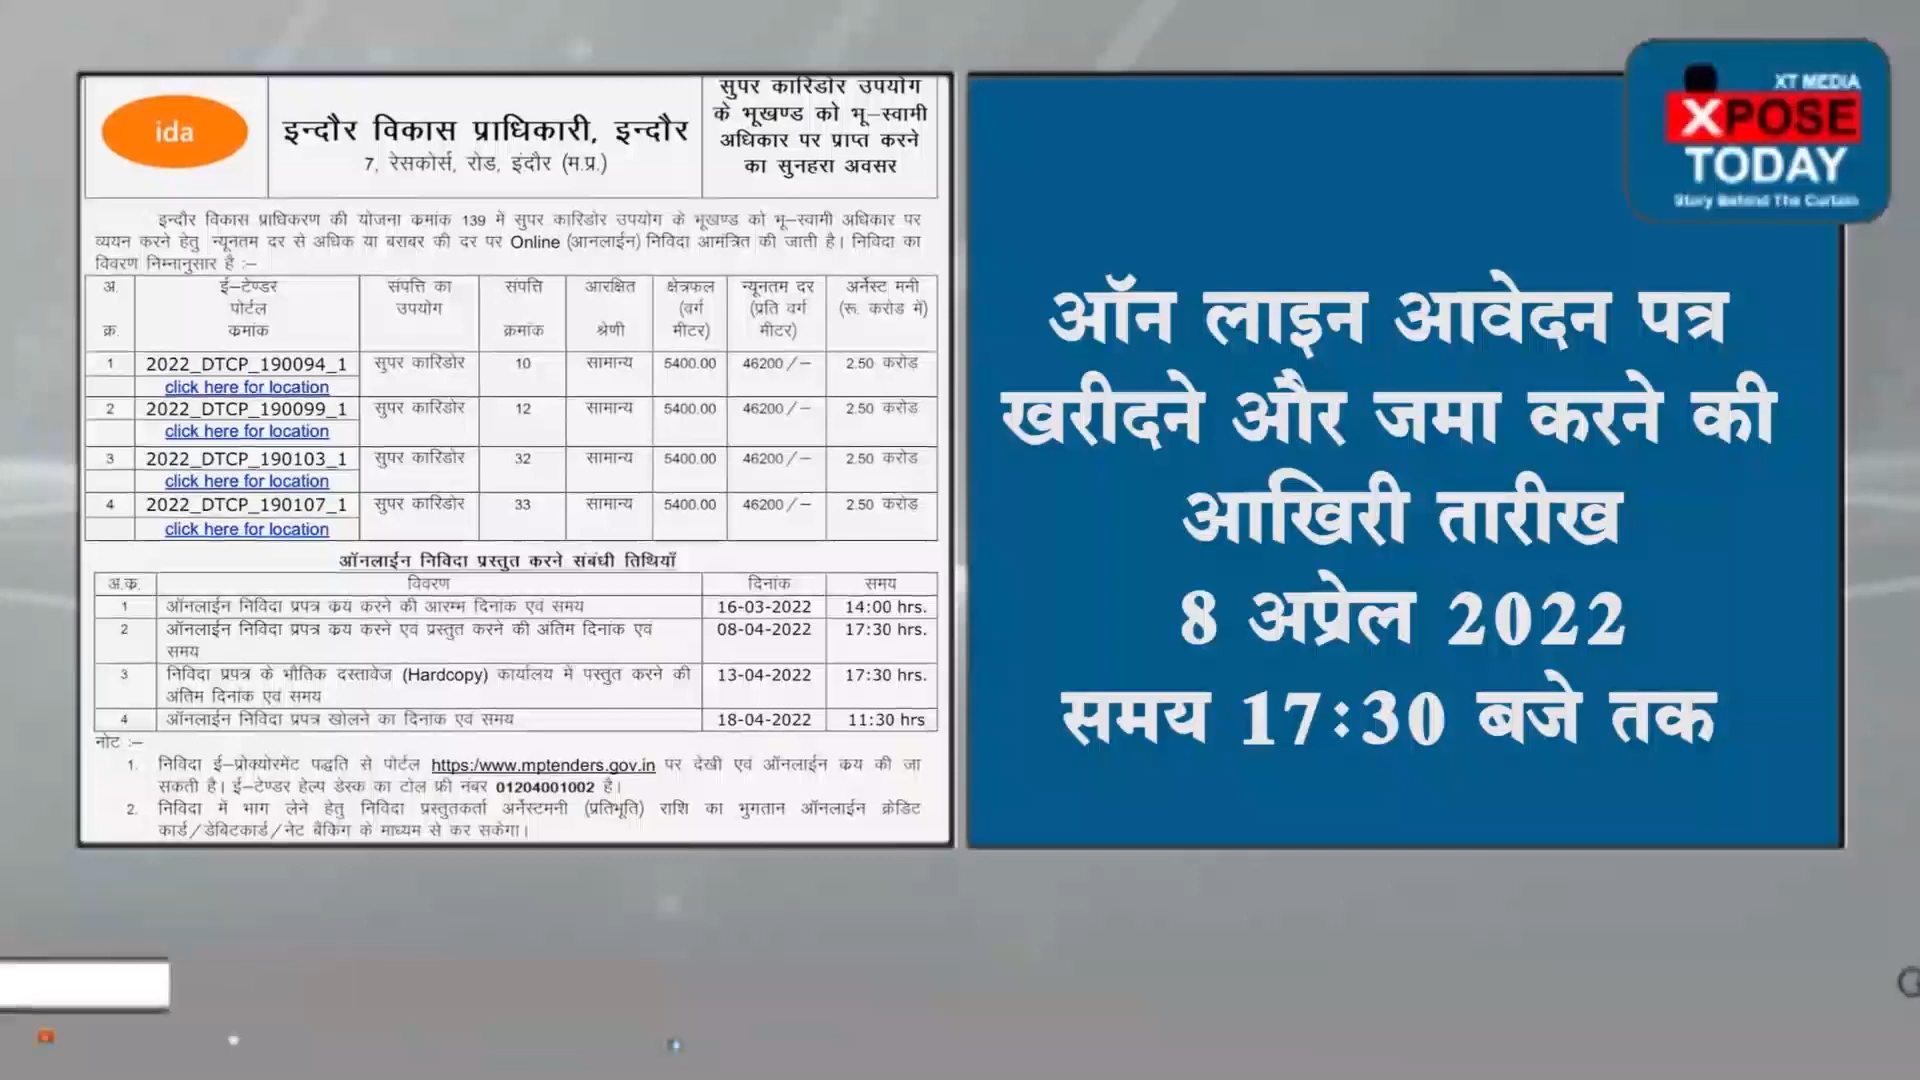 ida
इन्दौर विकास प्राधिकारी, इन्दौर
7, रेसकोर्स, रोड, इंदौर (म.प्र.)
सुपर कारिडोर उपयोग
के भूखण्ड को भू–स्वामी
अधिकार पर प्राप्त करने
का सुनहरा अवसर
इन्दौर विकास प्राधिकरण की योजना कमांक 139 में सुपर कारिडोर उपयोग के भूखण्ड को भू–स्वामी अधिकार पर
व्ययन करने हेतु न्यूनतम दर से अधिक या बराबर की दर पर Online (आनलाईन) निविदा आमंत्रित की जाती है। निविदा का
विवरण निम्नानुसार है :–
अ. क्र. ई–टेण्डर पोर्टल कमांक संपत्ति का उपयोग संपत्ति क्रमांक आरक्षित श्रेणी क्षेत्रफल (वर्ग मीटर) न्यूनतम दर (प्रति वर्ग मीटर) अर्नेस्ट मनी (रू. करोड में)
1 2022_DTCP_190094_1 सुपर कारिडोर 10 सामान्य 5400.00 46200/– 2.50 करोड
click here for location
2 2022_DTCP_190099_1 सुपर कारिडोर 12 सामान्य 5400.00 46200/– 2.50 करोड
click here for location
3 2022_DTCP_190103_1 सुपर कारिडोर 32 सामान्य 5400.00 46200/– 2.50 करोड
click here for location
4 2022_DTCP_190107_1 सुपर कारिडोर 33 सामान्य 5400.00 46200/– 2.50 करोड
click here for location
ऑनलाईन निविदा प्रस्तुत करने संबंधी तिथियाँ
अ.क्र. विवरण दिनांक समय
1 ऑनलाईन निविदा प्रपत्र कय करने की आरम्भ दिनांक एवं समय 16-03-2022 14:00 hrs.
2 ऑनलाईन निविदा प्रपत्र कय करने एवं प्रस्तुत करने की अंतिम दिनांक एवं 08-04-2022 17:30 hrs.
समय
3 निविदा प्रपत्र के भौतिक दस्तावेज (Hardcopy) कार्यालय में पस्तुत करने की 13-04-2022 17:30 hrs.
अंतिम दिनांक एवं समय
4 ऑनलाईन निविदा प्रपत्र खोलने का दिनांक एवं समय 18-04-2022 11:30 hrs
नोट :–
1. निविदा ई–प्रोक्योरमेंट पद्धति से पोर्टल https:/www.mptenders.gov.in पर देखी एवं ऑनलाईन कय की जा
सकती है। ई–टेण्डर हेल्प डेस्क का टोल फ्री नंबर 01204001002 है।
2. निविदा में भाग लेने हेतु निविदा प्रस्तुतकर्ता अर्नेस्टमनी (प्रतिभूति) राशि का भुगतान ऑनलाईन क्रेडिट
कार्ड/डेबिटकार्ड/नेट बैंकिंग के माध्यम से कर सकेगा।
XT MEDIA
XPOSE
TODAY
Story Behind The Curtain
ऑन लाइन आवेदन पत्र
खरीदने और जमा करने की
आखिरी तारीख
8 अप्रेल 2022
समय 17:30 बजे तक